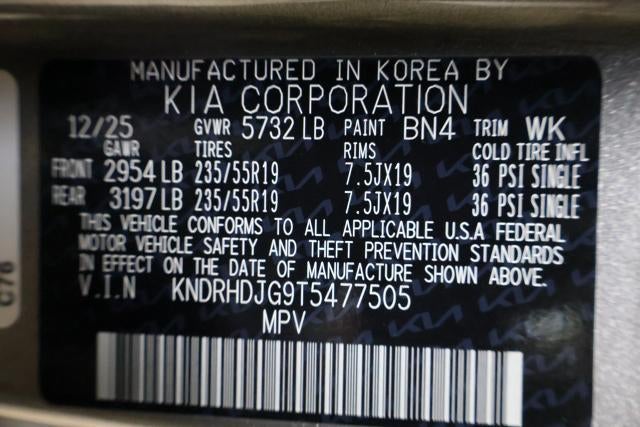 MANUFACTURED IN KOREA BY
KIA CORPORATION
12/25 GVWR 5732 LB PAINT BN4 TRIM WK
GAWR TIRES RIMS COLD TIRE INFL
FRONT 2954 LB 235/55R19 7.5JX19 36 PSI SINGLE
REAR 3197 LB 235/55R19 7.5JX19 36 PSI SINGLE
THIS VEHICLE CONFORMS TO ALL APPLICABLE U.S.A FEDERAL
MOTOR VEHICLE SAFETY AND THEFT PREVENTION STANDARDS
IN EFFECT ON THE DATE OF MANUFACTURE SHOWN ABOVE.
V.I.N KNDRHDJG9T5477505
MPV
C76